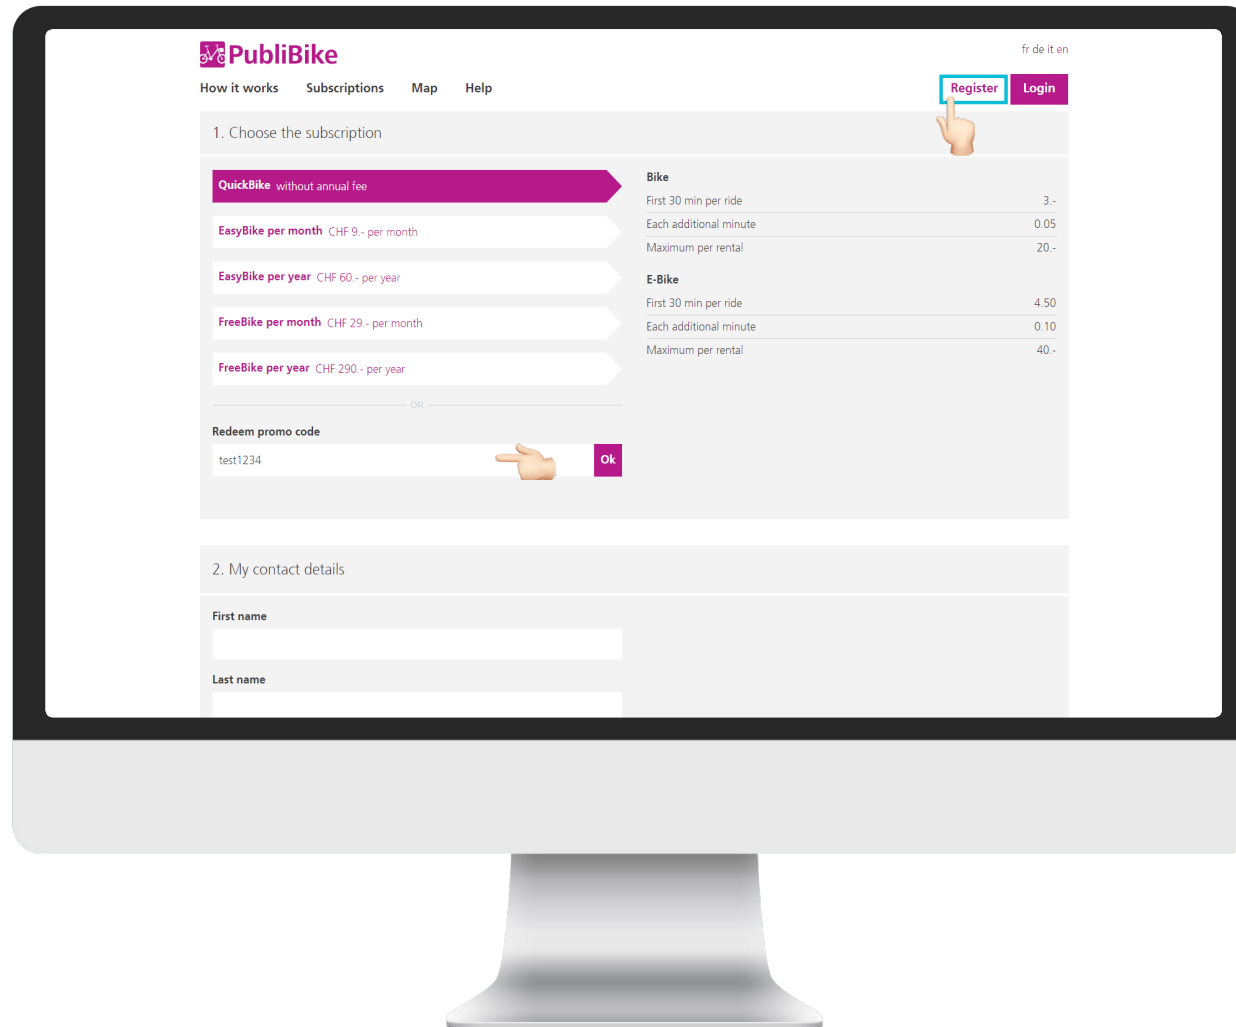 PubliBike
fr de it en
How it works Subscriptions Map Help Register Login
1. Choose the subscription
QuickBike without annual fee
EasyBike per month CHF 9.- per month
EasyBike per year CHF 60.- per year
FreeBike per month CHF 29.- per month
FreeBike per year CHF 290.- per year
OR
Redeem promo code
test1234 Ok
Bike
First 30 min per ride 3.-
Each additional minute 0.05
Maximum per rental 20.-
E-Bike
First 30 min per ride 4.50
Each additional minute 0.10
Maximum per rental 40.-
2. My contact details
First name
Last name